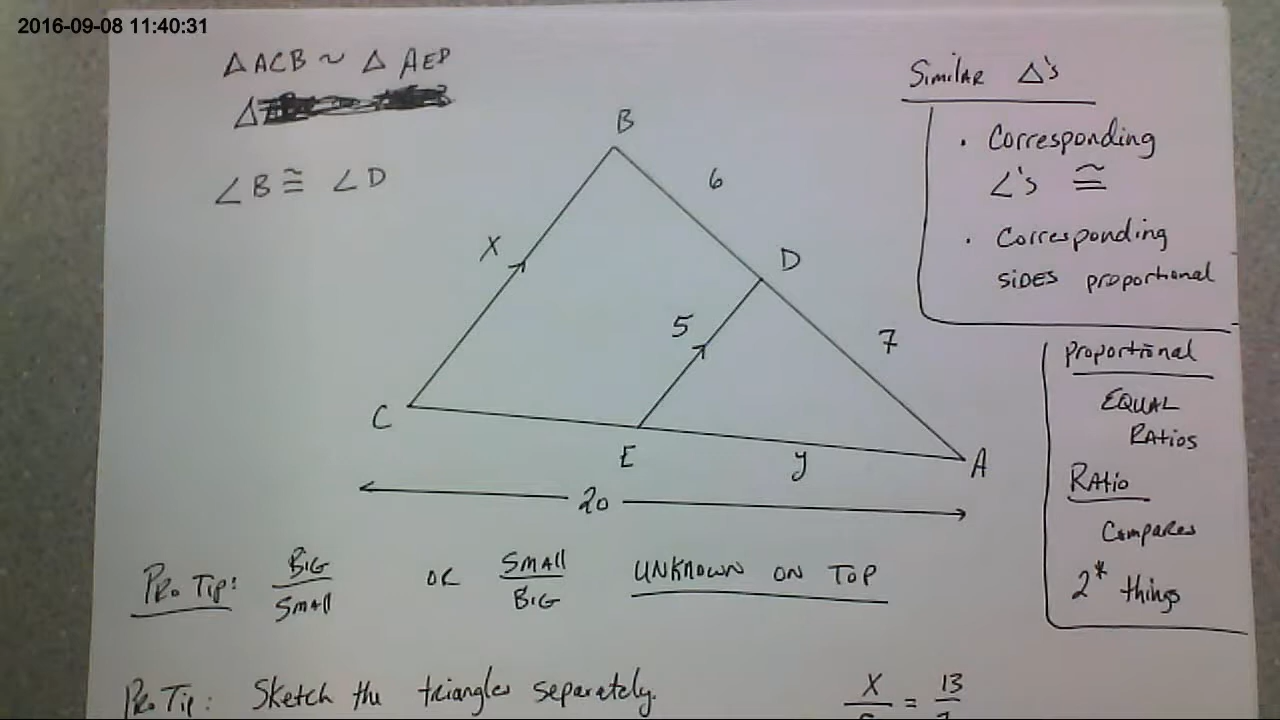 2016-09-08 11:40:31
△ ACB ~ △ AED
△
∠B ≅ ∠D
B
6
X
D
5
7
C
E
y
A
20
Similar △'s
• Corresponding
∠'s ≅
• Corresponding
SIDES proportional
Proportional
EQUAL
RATIOS
RATIO
Compares
2* things
PRO TIP: BIG/SMALL OR SMALL/BIG UNKNOWN ON TOP
PRO TIP: Sketch the triangles separately.
X/ = 13/